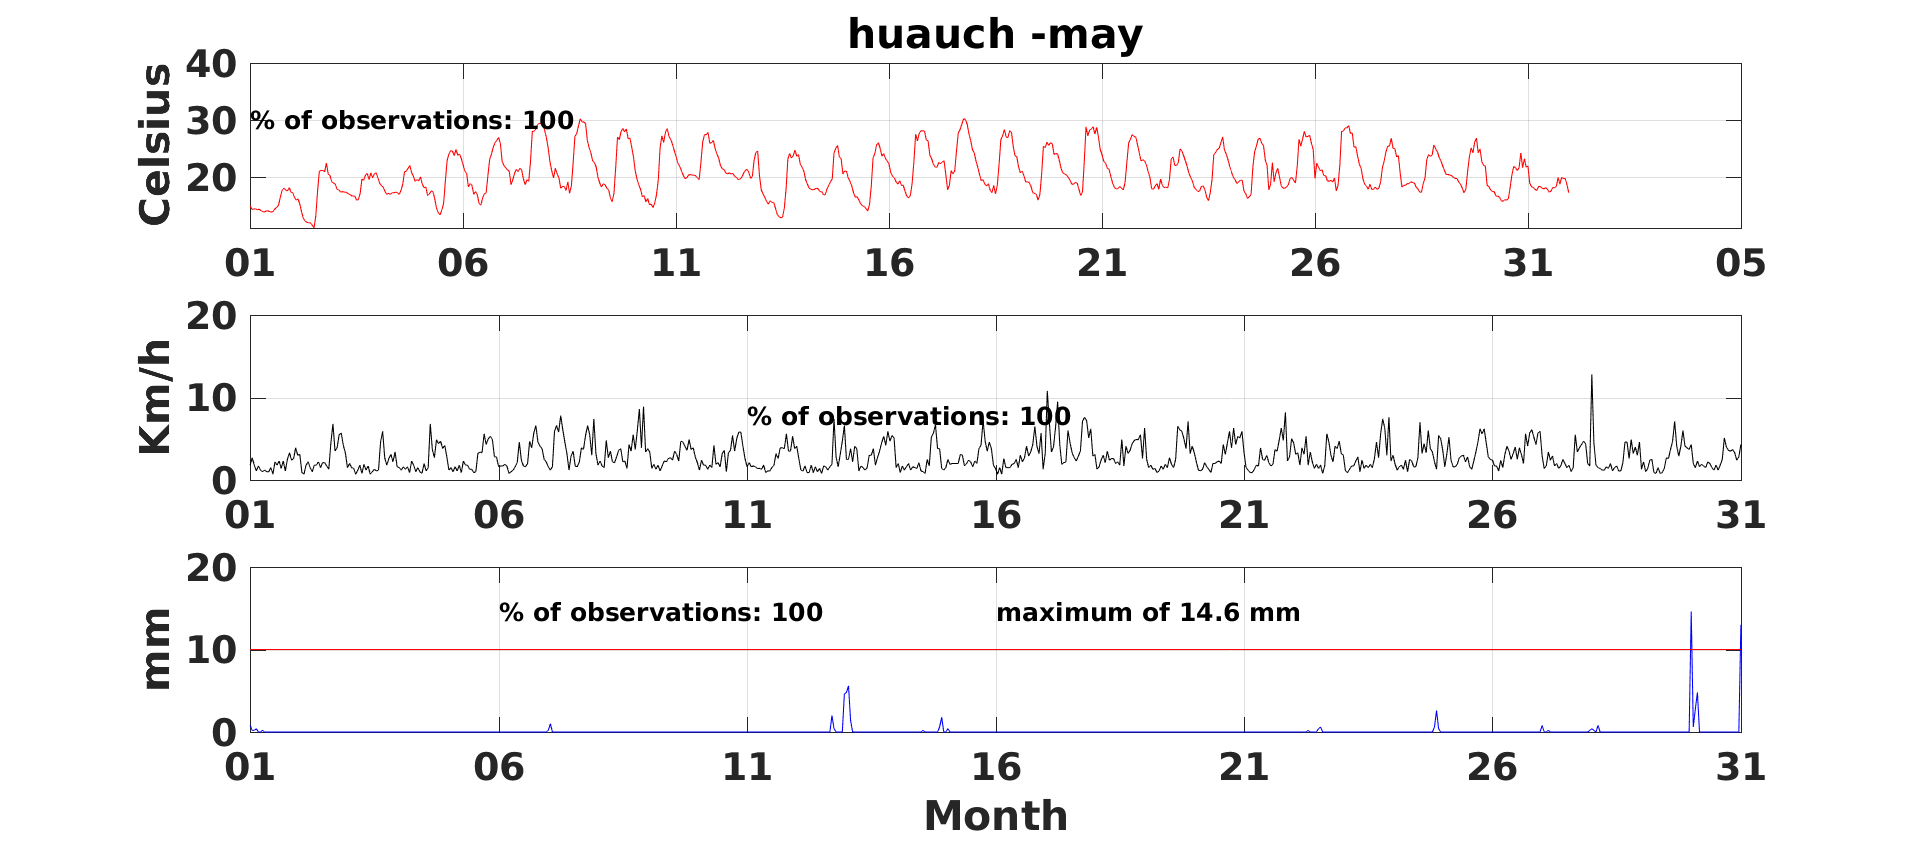 huauch -may
40
30
20
Celsius
% of observations: 100
01 06 11 16 21 26 31 05
20
10
0
Km/h
% of observations: 100
01 06 11 16 21 26 31
20
10
0
mm
% of observations: 100 maximum of 14.6 mm
01 06 11 16 21 26 31
Month